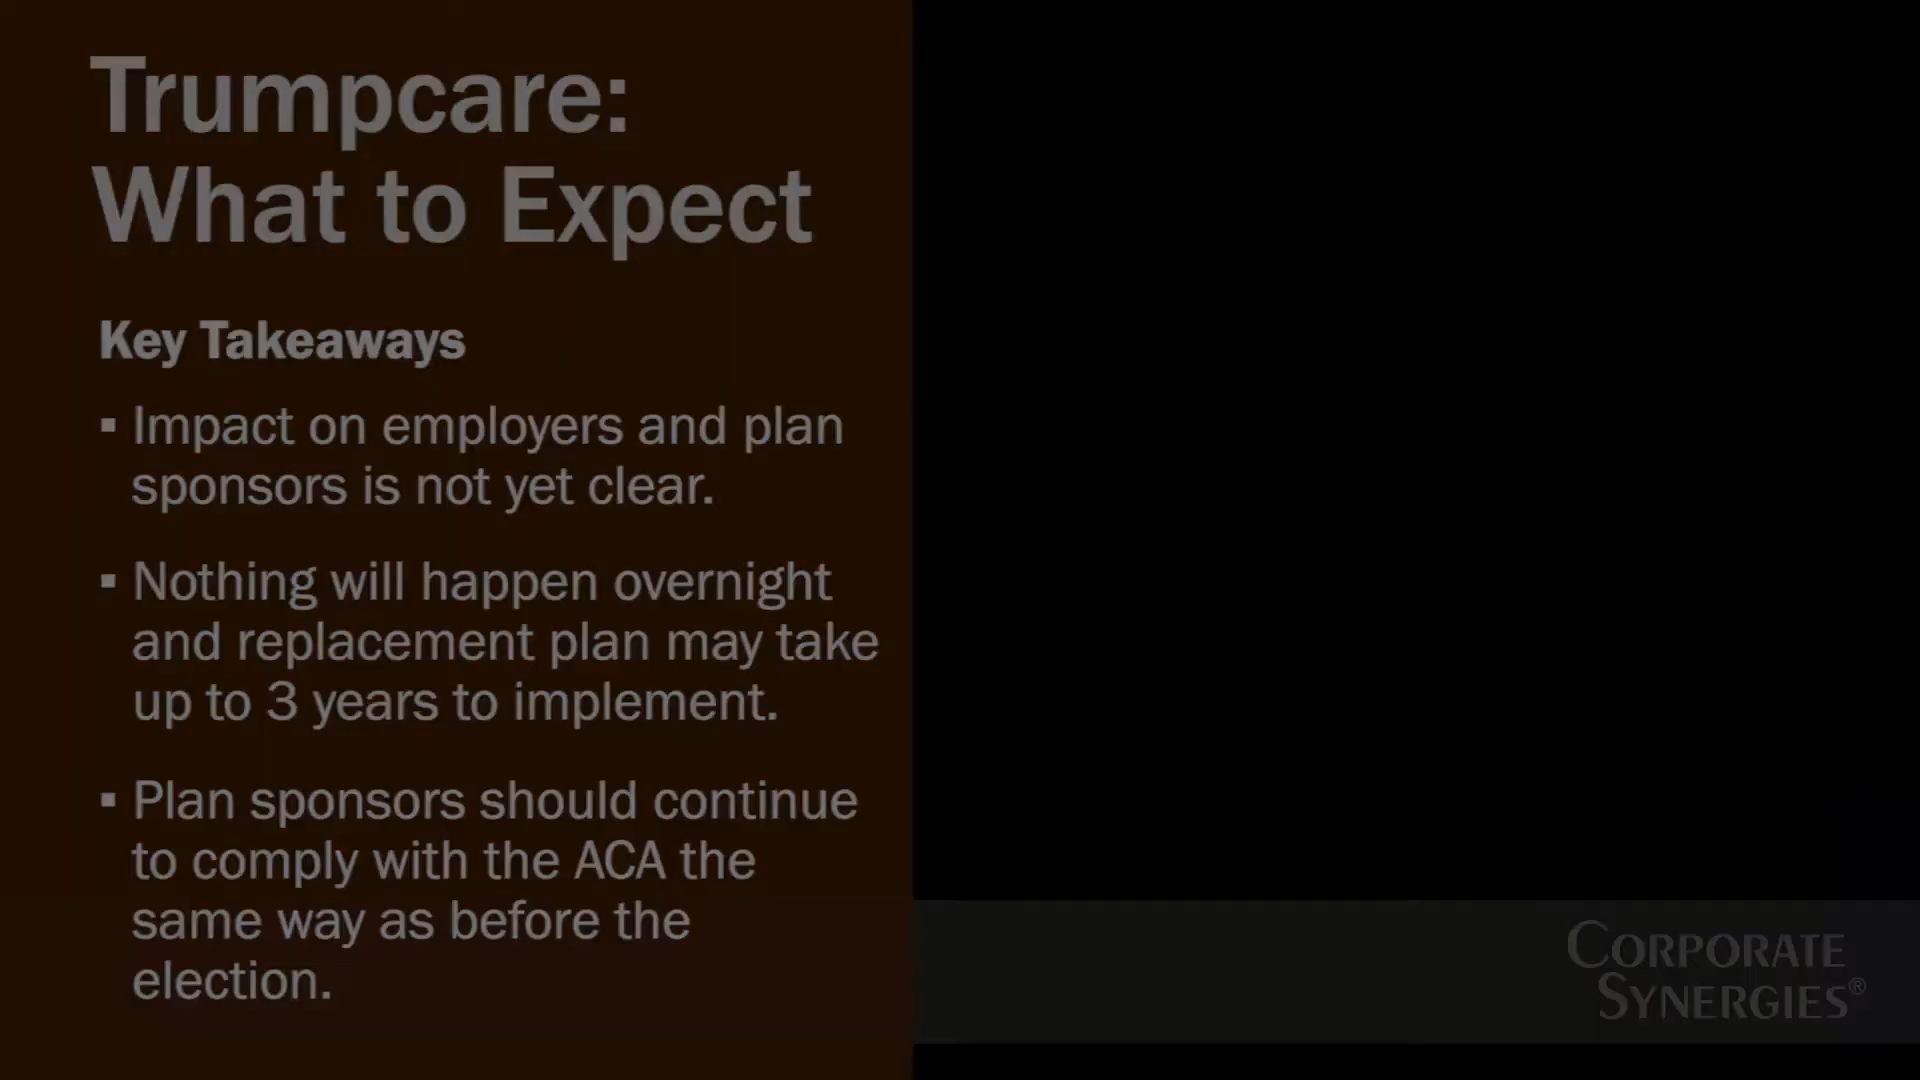 Trumpcare:
What to Expect
Key Takeaways
▪ Impact on employers and plan
sponsors is not yet clear.
▪ Nothing will happen overnight
and replacement plan may take
up to 3 years to implement.
▪ Plan sponsors should continue
to comply with the ACA the
same way as before the
election.
CORPORATE
SYNERGIES®